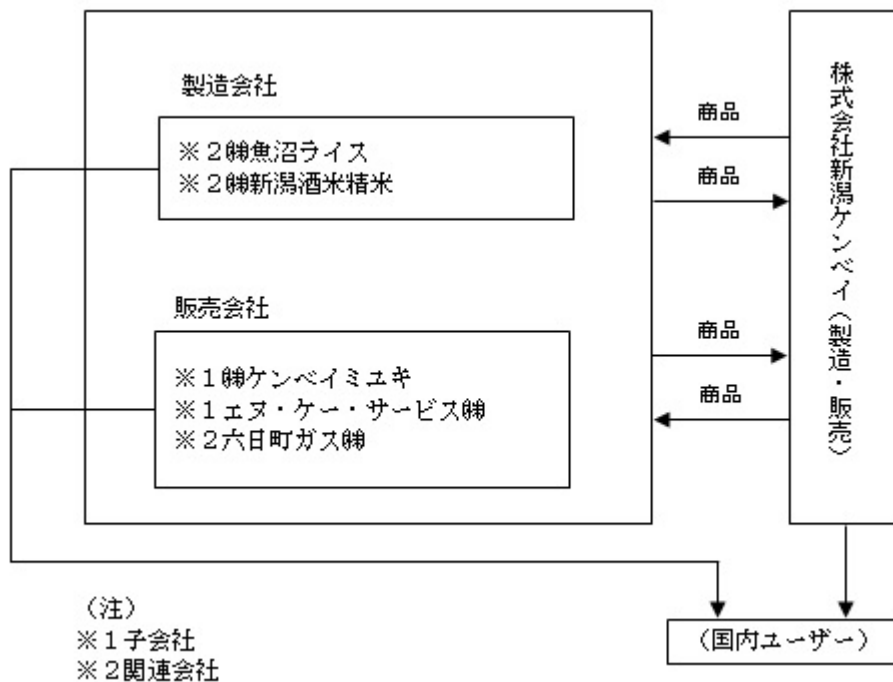 製造会社
※2㈱魚沼ライス
※2㈱新潟酒米精米
販売会社
※1㈱ケンベイミユキ
※1エヌ・ケー・サービス㈱
※2六日町ガス㈱
商品
商品
商品
商品
株式会社新潟ケンベイ(製造・販売)
(国内ユーザー)
(注)
※1子会社
※2関連会社